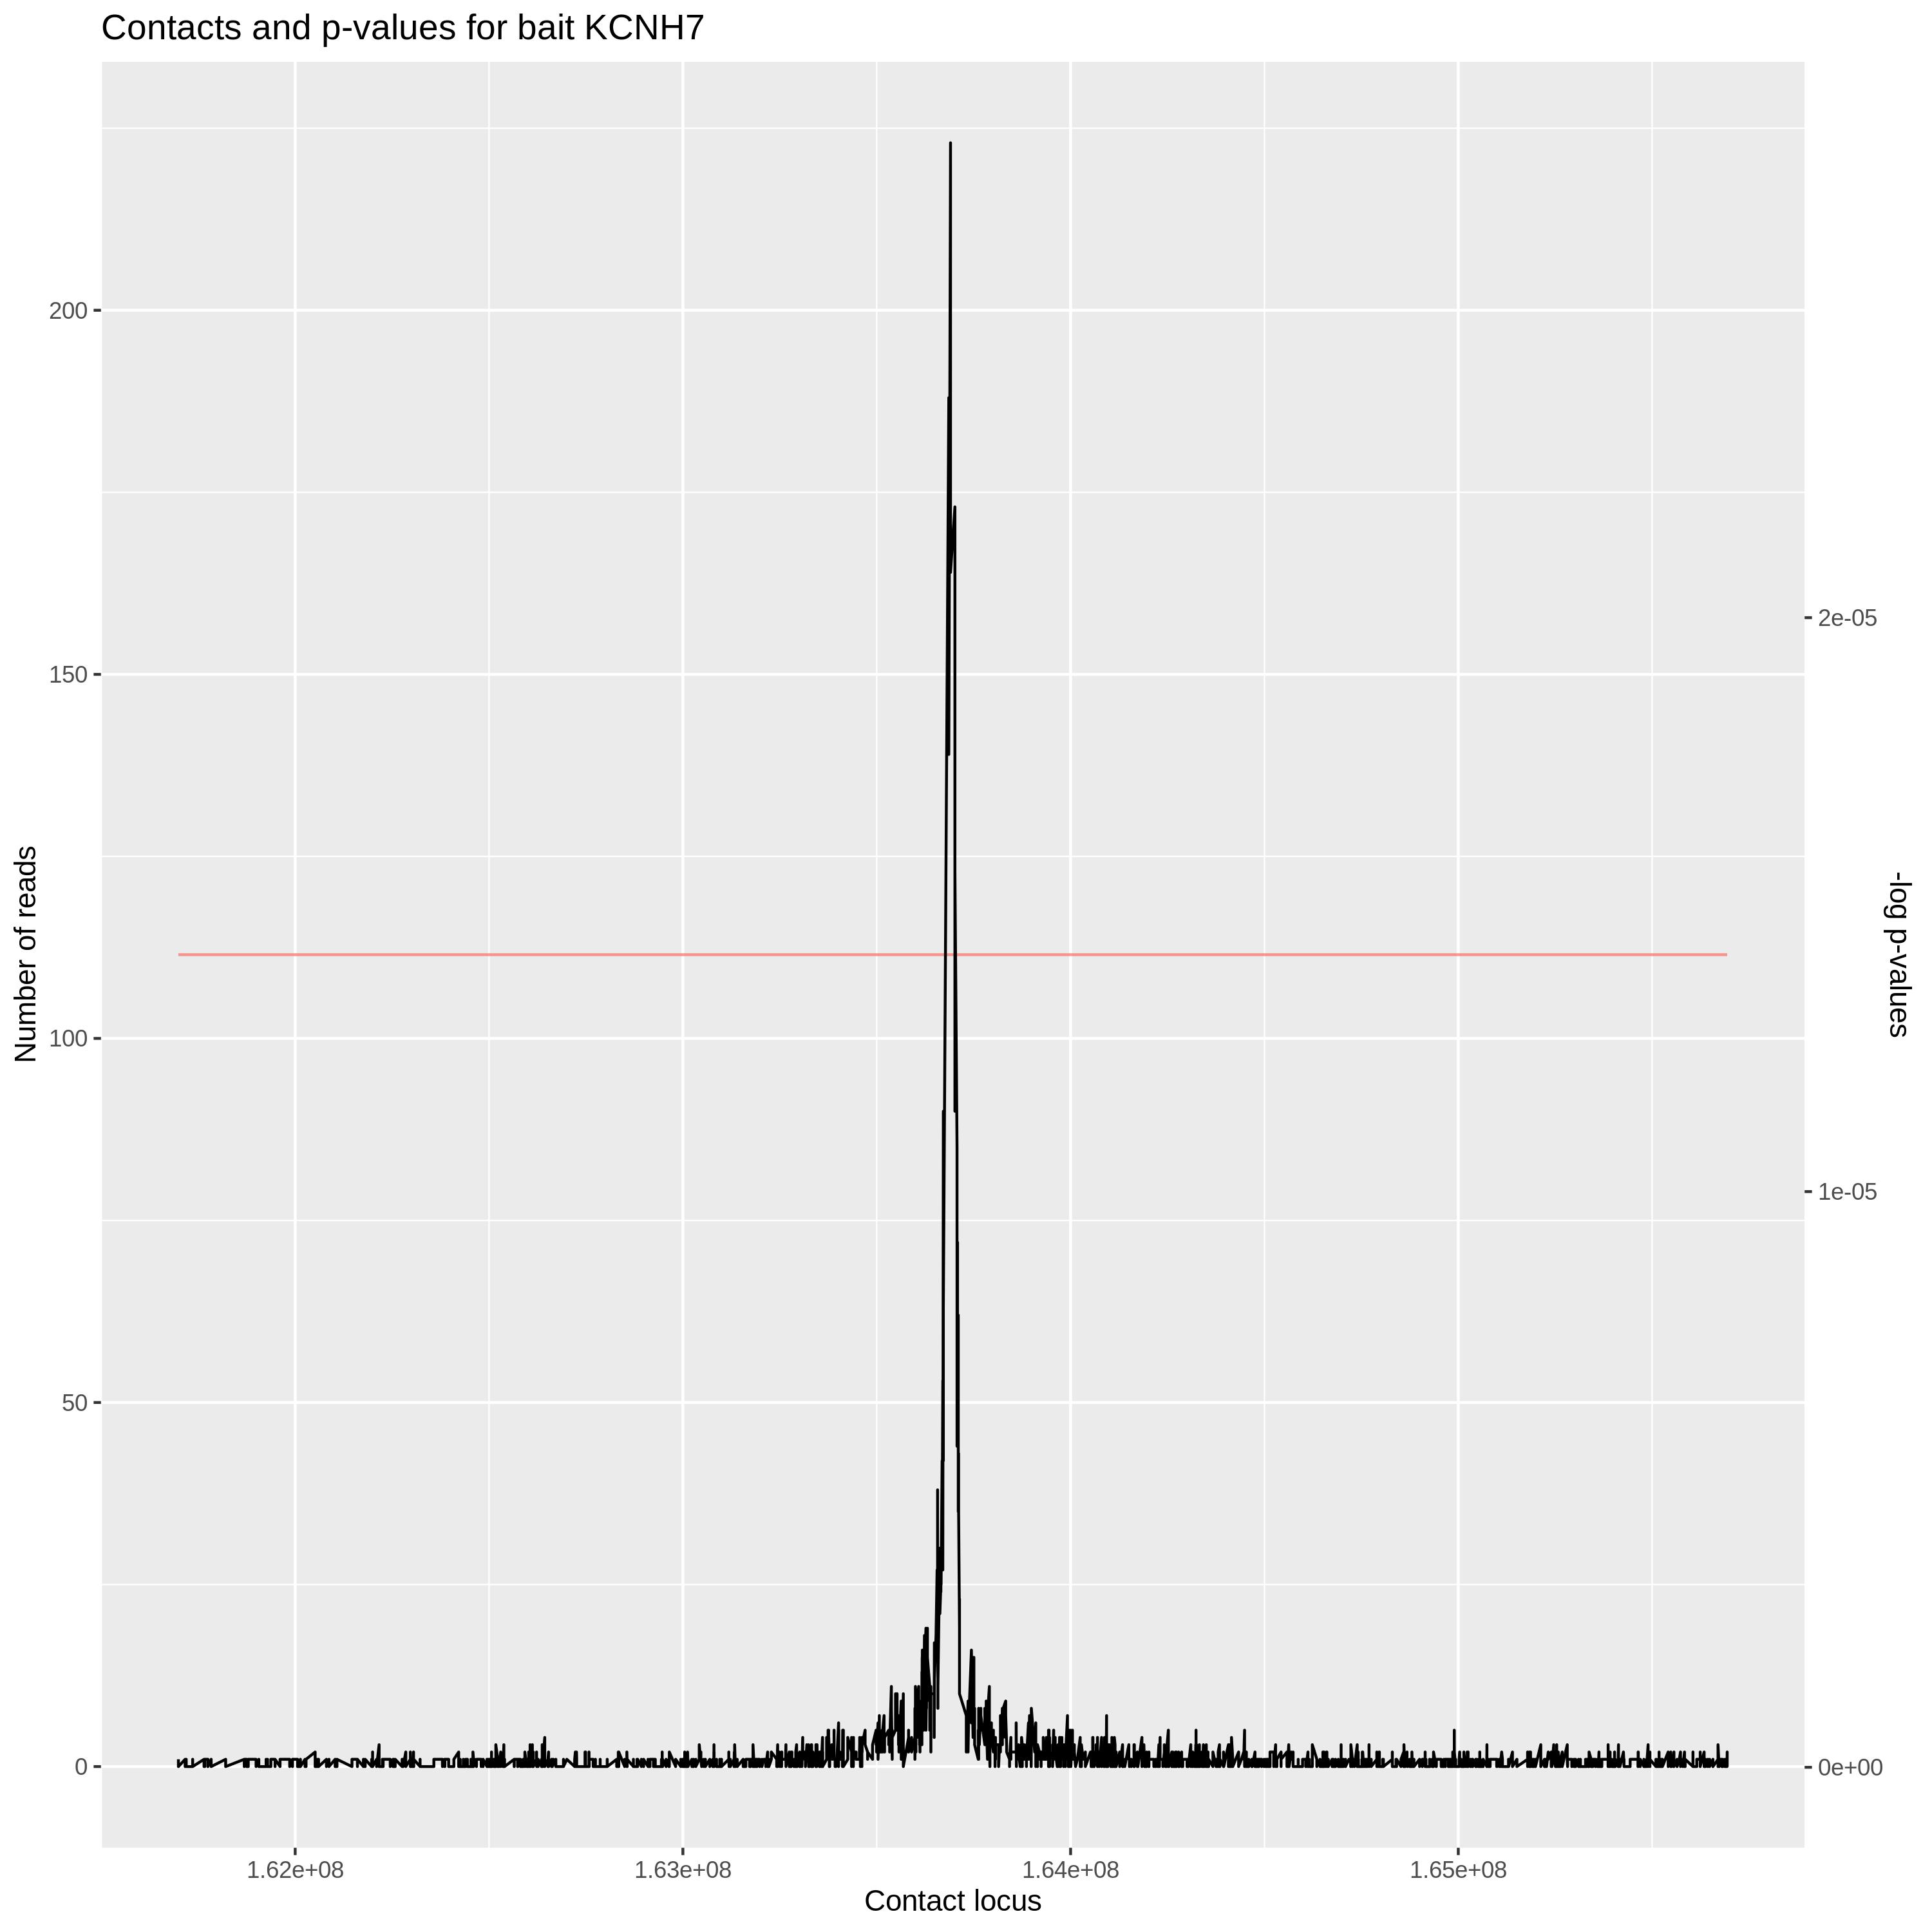 Contacts and p-values for bait KCNH7
Number of reads
200
150
100
50
0
2e-05
1e-05
0e+00
-log p-values
1.62e+08
1.63e+08
1.64e+08
1.65e+08
Contact locus